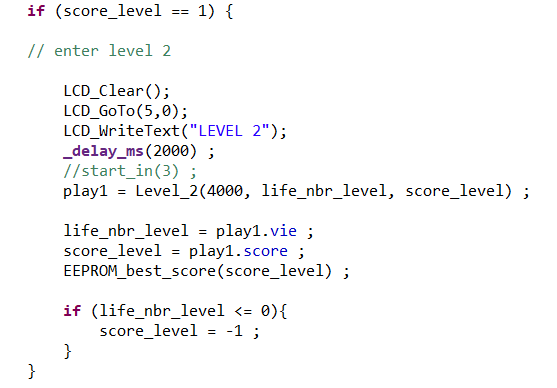 if (score_level == 1) {
// enter level 2
LCD_Clear();
LCD_GoTo(5,0);
LCD_WriteText("LEVEL 2");
_delay_ms(2000) ;
//start_in(3) ;
play1 = Level_2(4000, life_nbr_level, score_level) ;
life_nbr_level = play1.vie ;
score_level = play1.score ;
EEPROM_best_score(score_level) ;
if (life_nbr_level <= 0){
score_level = -1 ;
}
}